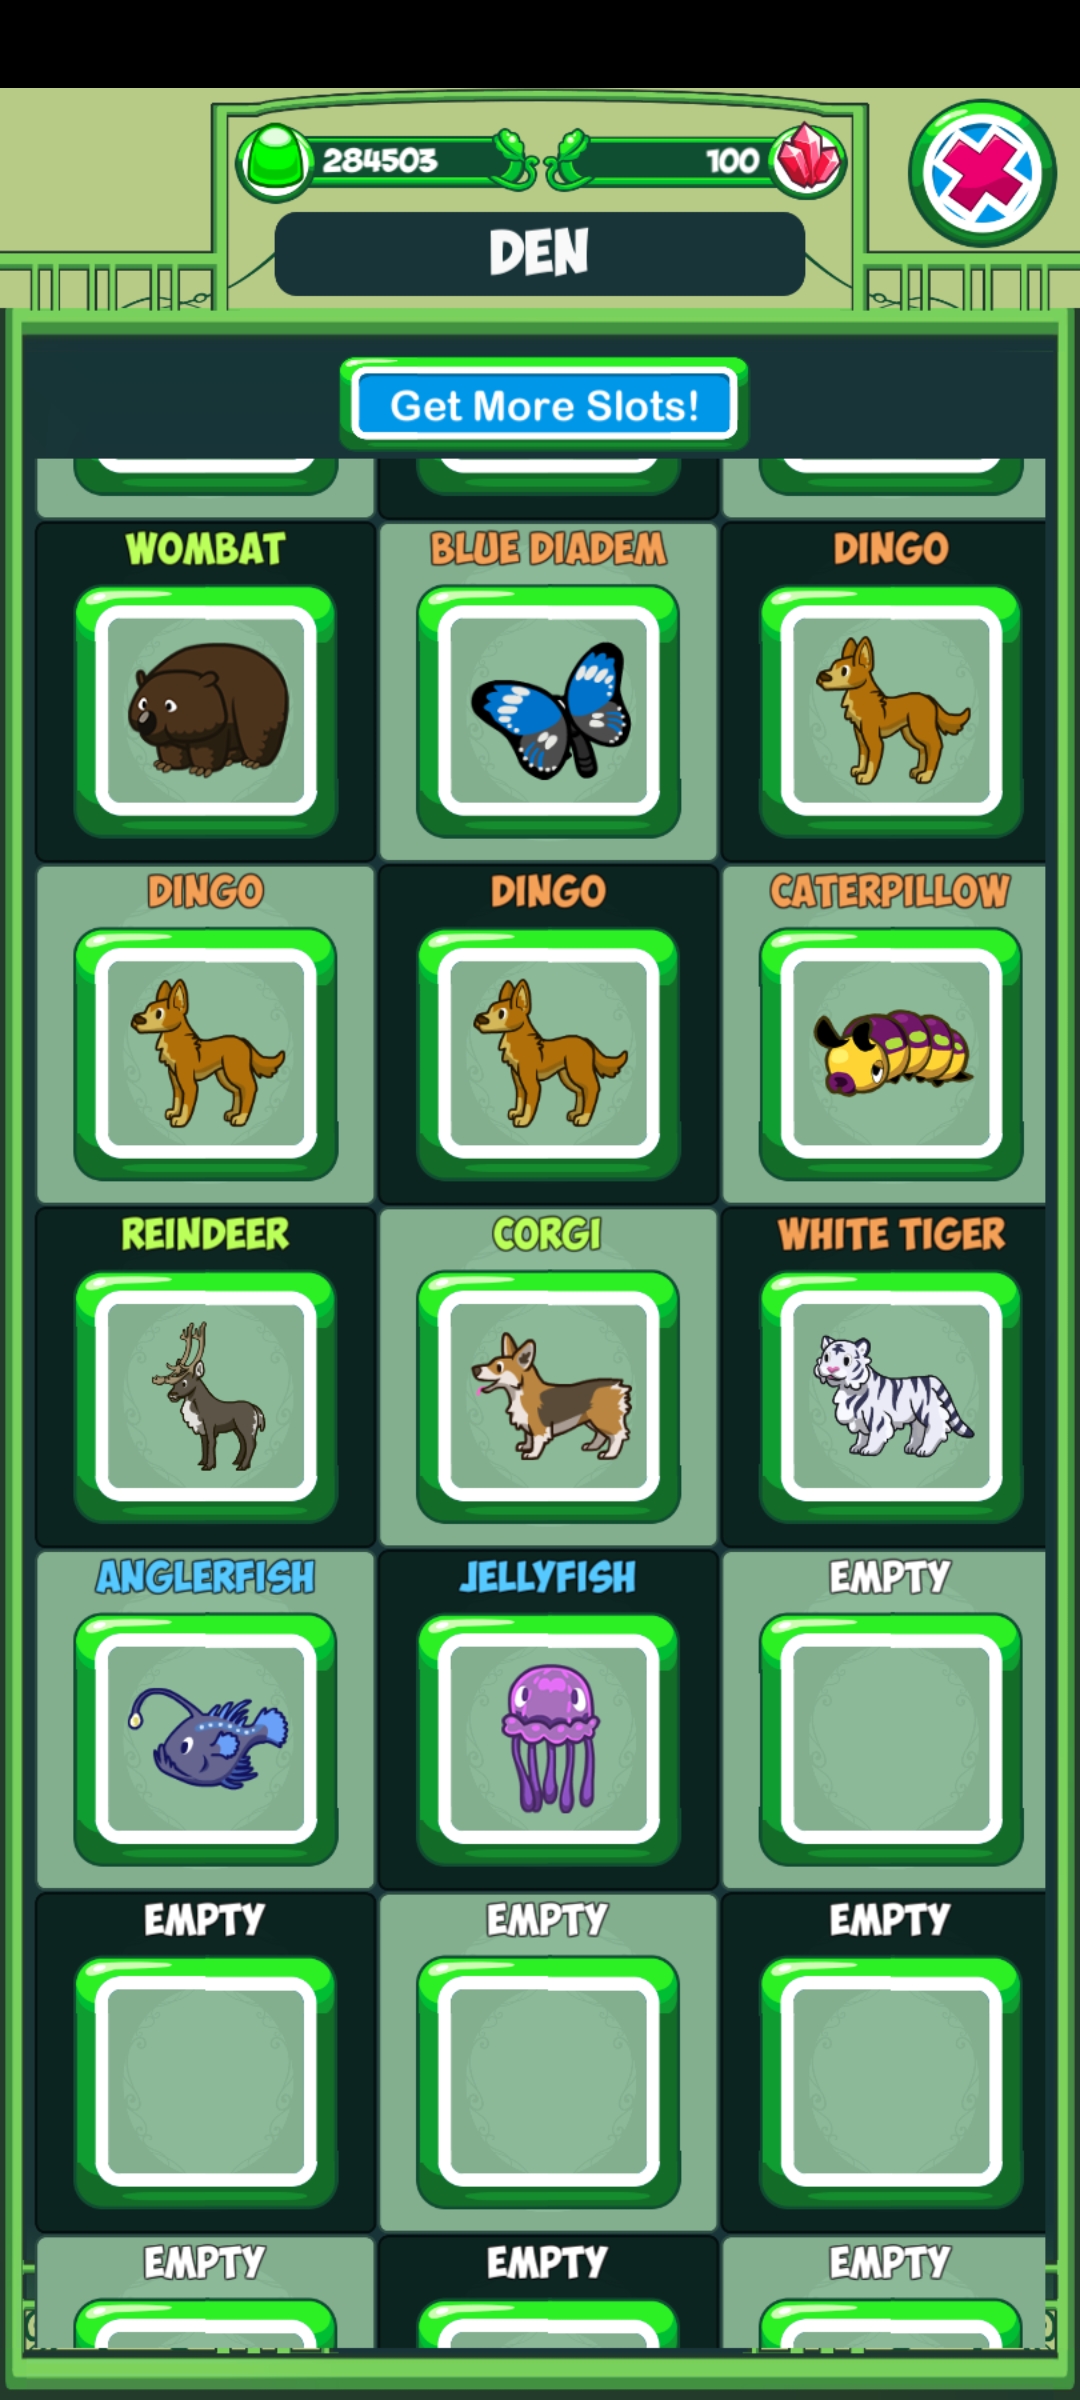 284503
100
DEN
Get More Slots!
WOMBAT
BLUE DIADEM
DINGO
DINGO
DINGO
CATERPILLOW
REINDEER
CORGI
WHITE TIGER
ANGLERFISH
JELLYFISH
EMPTY
EMPTY
EMPTY
EMPTY
EMPTY
EMPTY
EMPTY